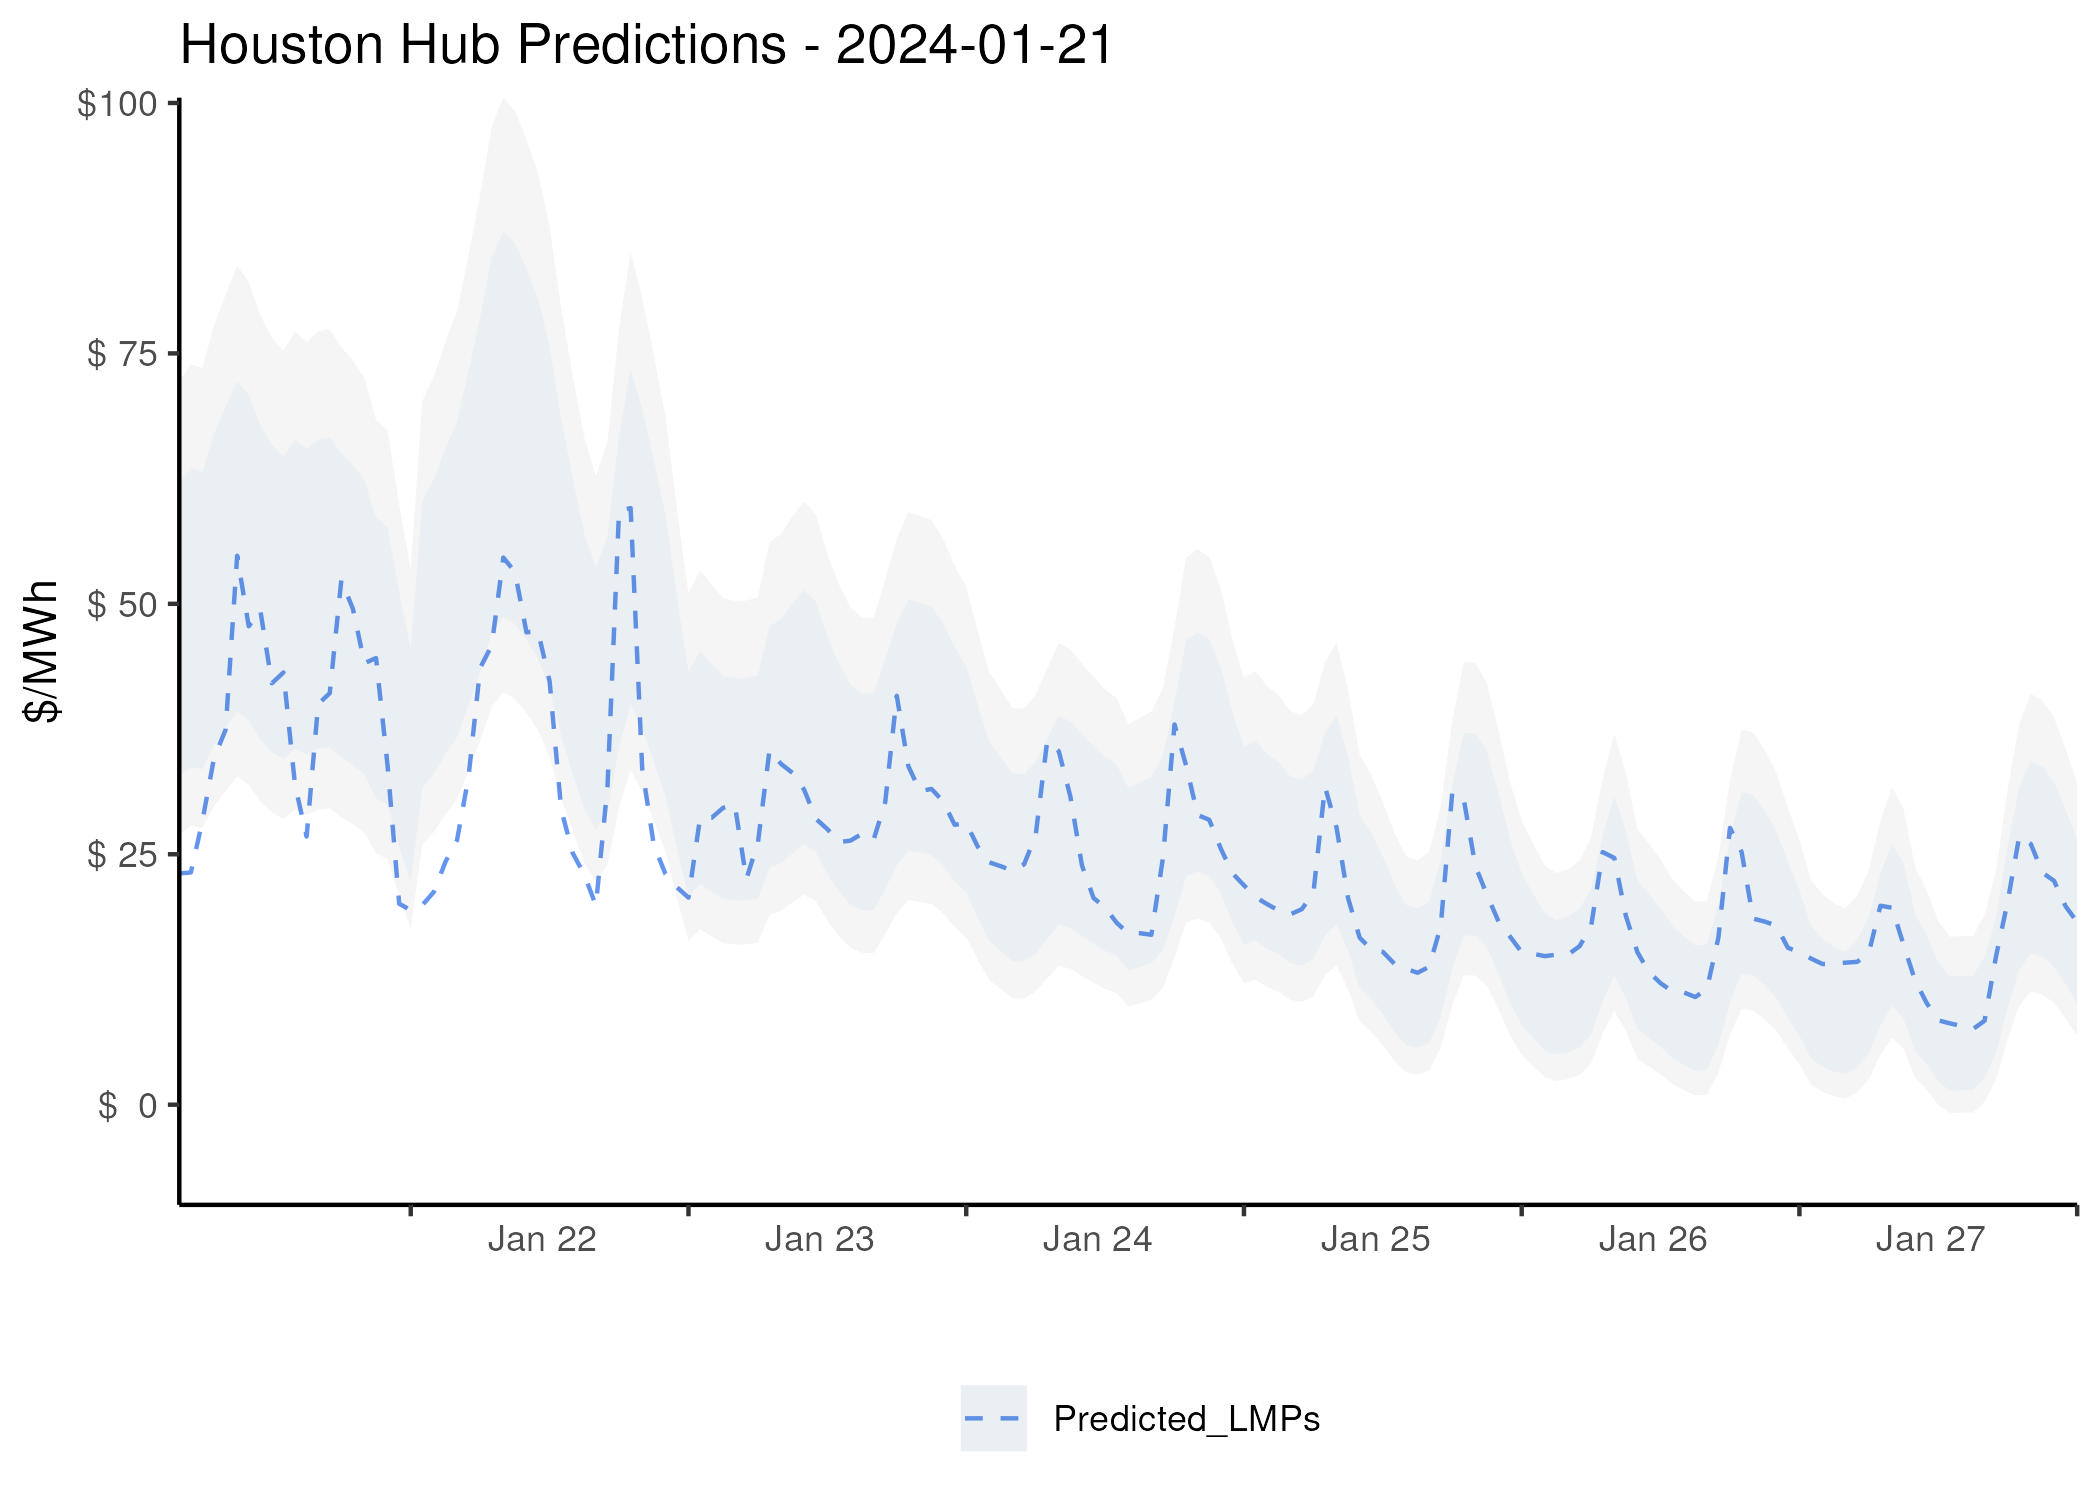 Houston Hub Predictions - 2024-01-21
$100
$ 75
$ 50
$ 25
$ 0
$/MWh
Jan 22 Jan 23 Jan 24 Jan 25 Jan 26 Jan 27
Predicted_LMPs